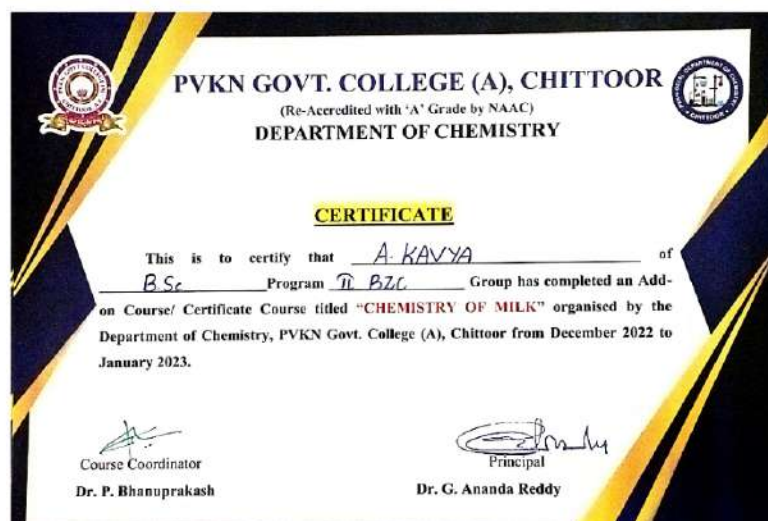 PVKN GOVT. COLLEGE (A), CHITTOOR
(Re-Accredited with 'A' Grade by NAAC)
DEPARTMENT OF CHEMISTRY
CERTIFICATE
This is to certify that A. KAVYA of
B.Sc Program II BZC Group has completed an Add-
on Course/ Certificate Course titled “CHEMISTRY OF MILK” organised by the
Department of Chemistry, PVKN Govt. College (A), Chittoor from December 2022 to
January 2023.
Course Coordinator
Dr. P. Bhanuprakash
Principal
Dr. G. Ananda Reddy